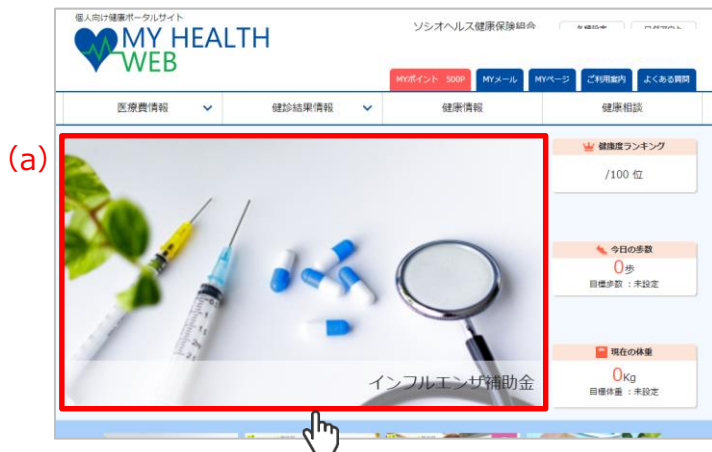 個人向け健康ポータルサイト
MY HEALTH
WEB
ソシオヘルス健康保険組合
MYポイント 500P
MYメール
MYページ
ご利用案内
よくある質問
医療費情報
健診結果情報
健康情報
健康相談
(a)
健康度ランキング
/100 位
今日の歩数
0歩
目標歩数 :未設定
現在の体重
0Kg
目標体重 :未設定
インフルエンザ補助金